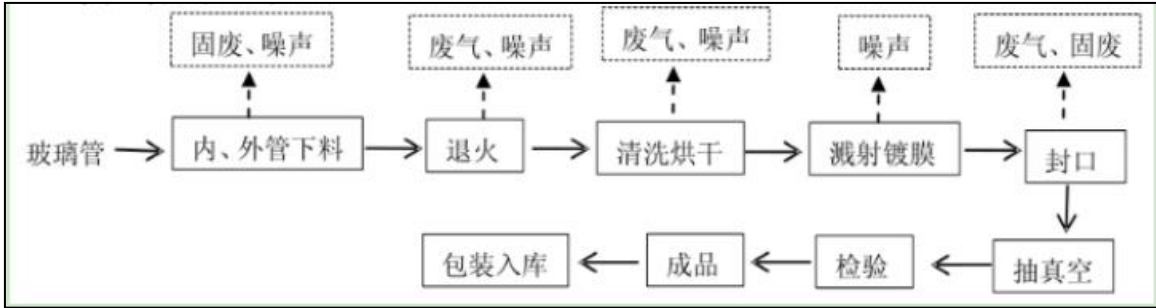 固废、噪声
废气、噪声
废气、噪声
噪声
废气、固废
玻璃管
内、外管下料
退火
清洗烘干
溅射镀膜
封口
包装入库
成品
检验
抽真空